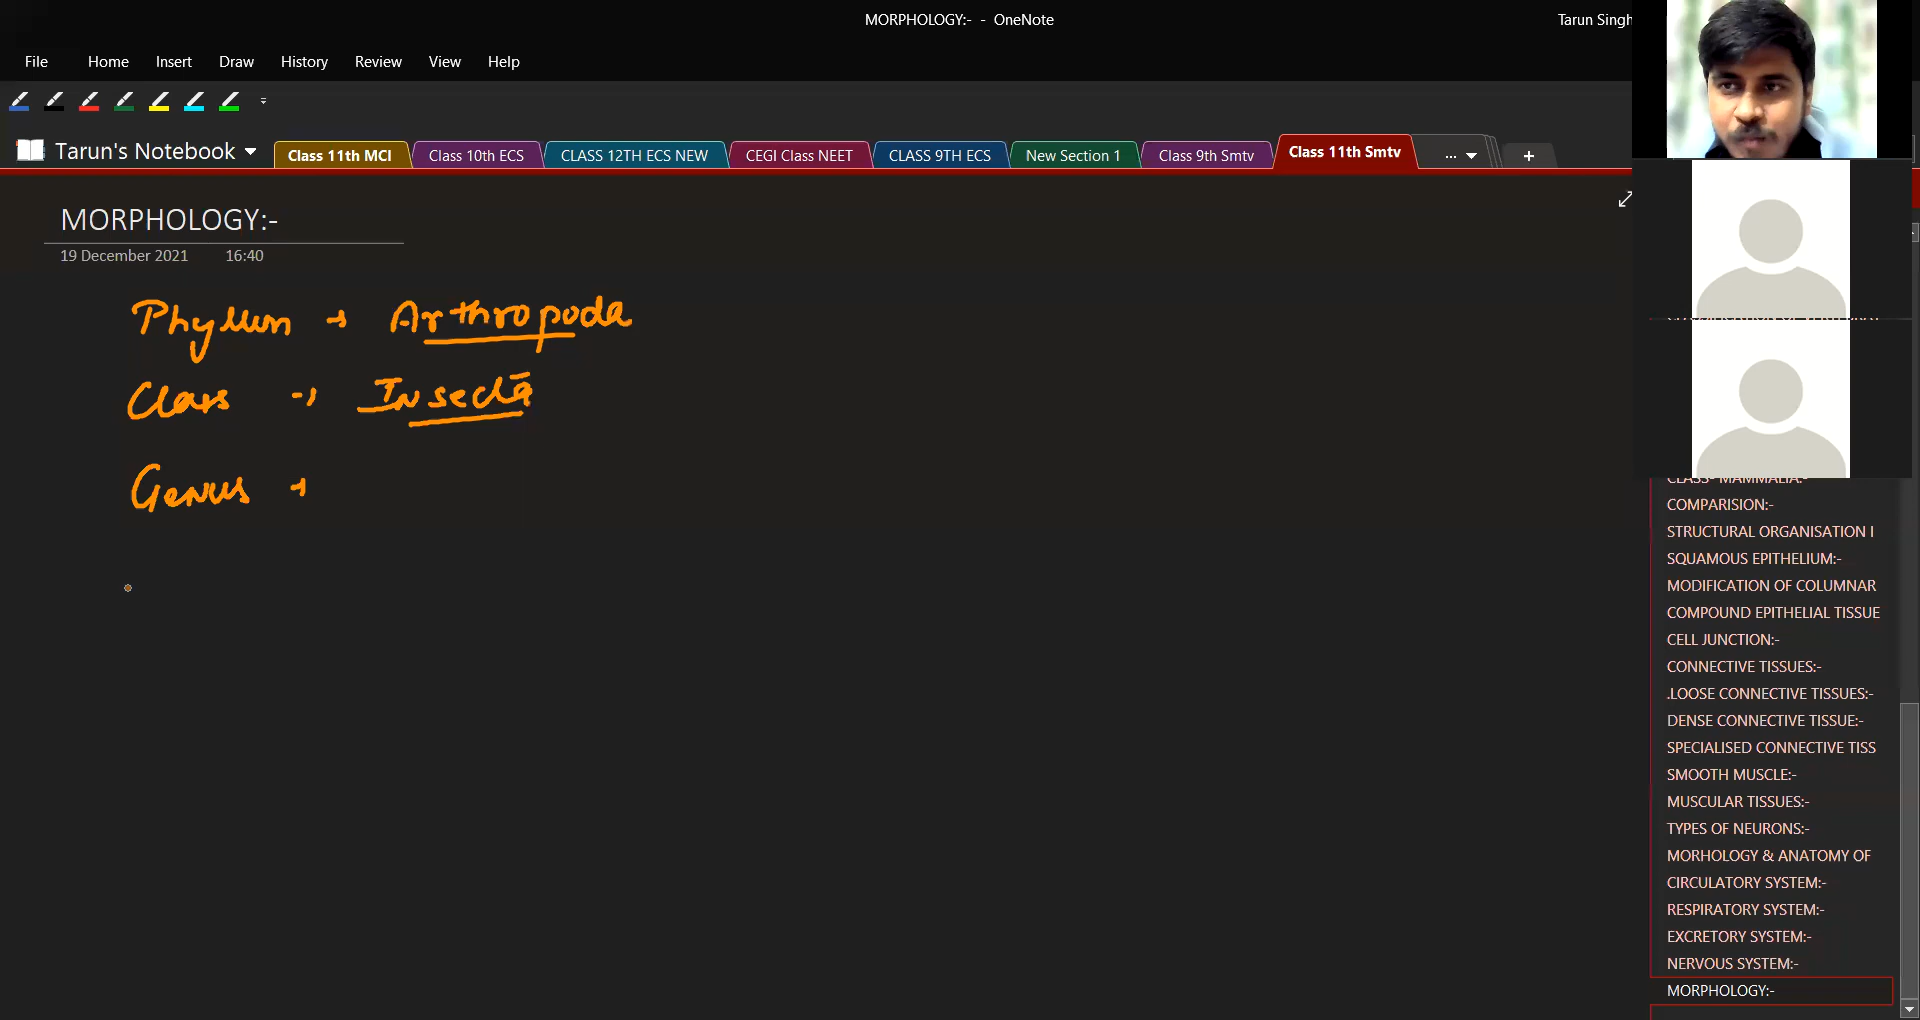 MORPHOLOGY:- - OneNote
Tarun Singh
File Home Insert Draw History Review View Help
Tarun's Notebook
Class 11th MCI
Class 10th ECS
CLASS 12TH ECS NEW
CEGI Class NEET
CLASS 9TH ECS
New Section 1
Class 9th Smtv
Class 11th Smtv
...
MORPHOLOGY:-
19 December 2021 16:40
Phyllum → Arthropoda
Class → Insecta
Genus →
CLASS- MAMMALIA:-
COMPARISION:-
STRUCTURAL ORGANISATION I
SQUAMOUS EPITHELIUM:-
MODIFICATION OF COLUMNAR
COMPOUND EPITHELIAL TISSUE
CELL JUNCTION:-
CONNECTIVE TISSUES:-
.LOOSE CONNECTIVE TISSUES:-
DENSE CONNECTIVE TISSUE:-
SPECIALISED CONNECTIVE TISS
SMOOTH MUSCLE:-
MUSCULAR TISSUES:-
TYPES OF NEURONS:-
MORHOLOGY & ANATOMY OF
CIRCULATORY SYSTEM:-
RESPIRATORY SYSTEM:-
EXCRETORY SYSTEM:-
NERVOUS SYSTEM:-
MORPHOLOGY:-